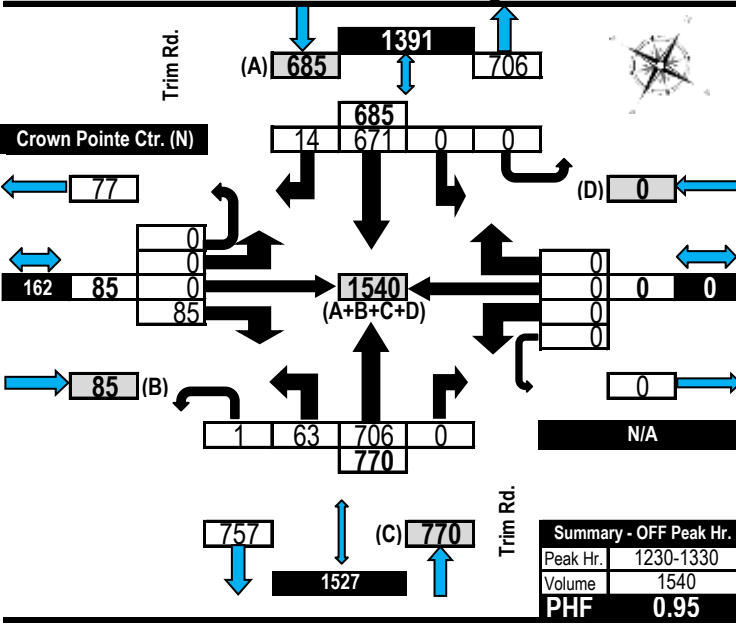 Trim Rd.
1391
(A) 685 706
685
Crown Pointe Ctr. (N) 14 671 0 0
77 (D) 0
0
0 0
162 85 0 1540 0 0 0
85 (A+B+C+D) 0
0
85 (B) 0
1 63 706 0 N/A
770
Trim Rd.
757 (C) 770
1527
Summary - OFF Peak Hr.
Peak Hr. 1230-1330
Volume 1540
PHF 0.95